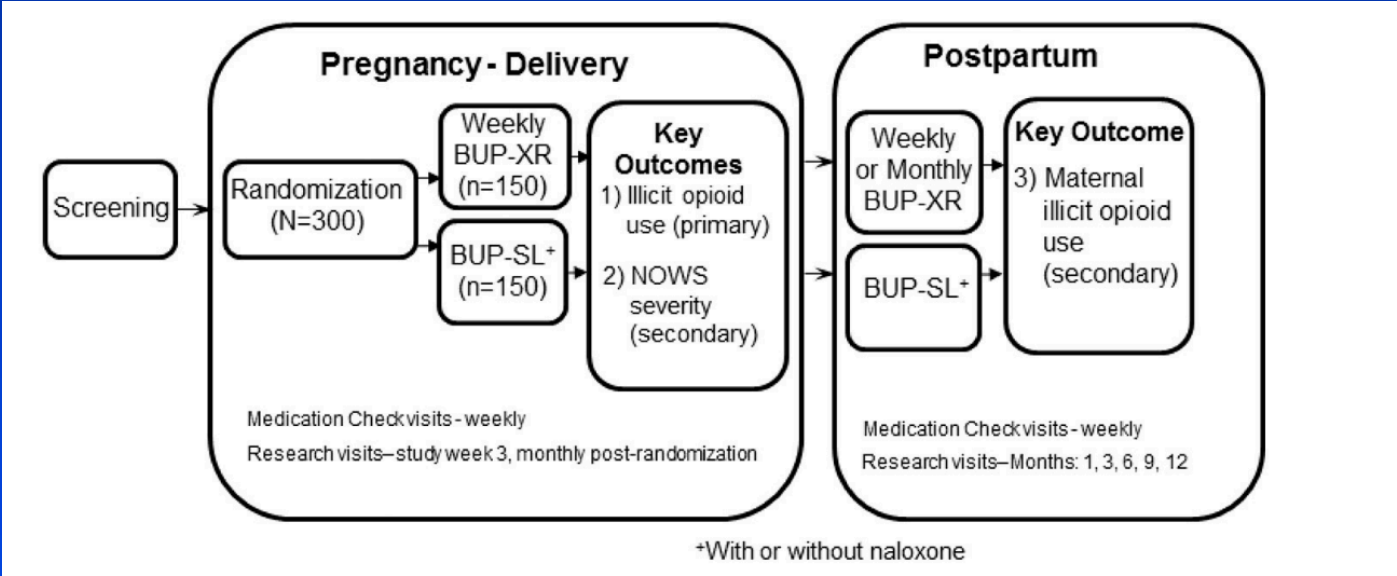 Pregnancy - Delivery
Screening
Randomization
(N=300)
Weekly
BUP-XR
(n=150)
BUP-SL⁺
(n=150)
Key
Outcomes
1) Illicit opioid
use (primary)
2) NOWS
severity
(secondary)
Medication Check visits - weekly
Research visits–study week 3, monthly post-randomization
Postpartum
Weekly
or Monthly
BUP-XR
BUP-SL⁺
Key Outcome
3) Maternal
illicit opioid
use
(secondary)
Medication Check visits - weekly
Research visits–Months: 1, 3, 6, 9, 12
⁺With or without naloxone